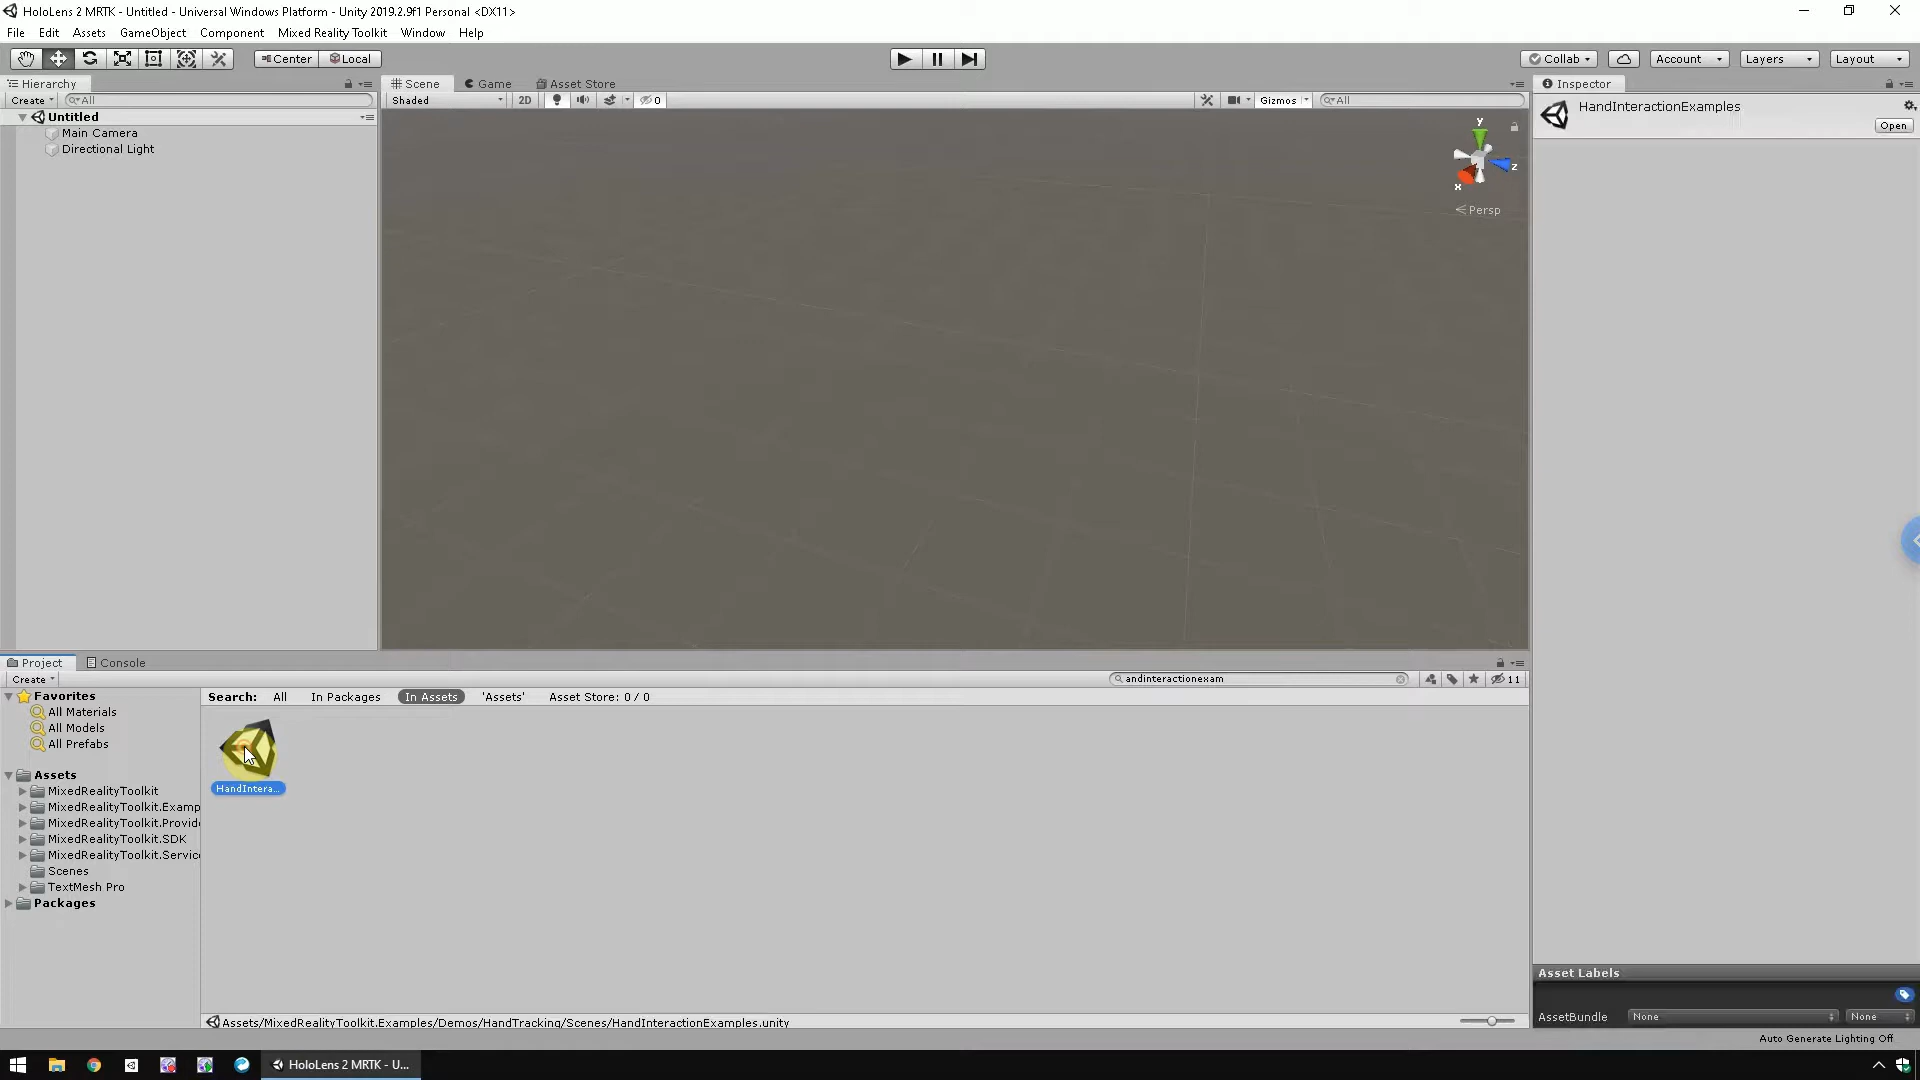 HoloLens 2 MRTK - Untitled - Universal Windows Platform - Unity 2019.2.9f1 Personal <DX11>
File Edit Assets GameObject Component Mixed Reality Toolkit Window Help
Center Local Collab Account Layers Layout
Hierarchy
Create All
Untitled
Main Camera
Directional Light
Scene Game Asset Store
Shaded 2D 0 Gizmos All
y
z
x
Persp
Inspector
HandInteractionExamples
Open
Project Console
Create andinteractionexam 11
Favorites
All Materials
All Models
All Prefabs
Assets
MixedRealityToolkit
MixedRealityToolkit.Examp
MixedRealityToolkit.Provid
MixedRealityToolkit.SDK
MixedRealityToolkit.Servic
Scenes
TextMesh Pro
Packages
Search: All In Packages In Assets 'Assets' Asset Store: 0 / 0
HandIntera...
Assets/MixedRealityToolkit.Examples/Demos/HandTracking/Scenes/HandInteractionExamples.unity
Asset Labels
AssetBundle None None
Auto Generate Lighting Off
HoloLens 2 MRTK - U...